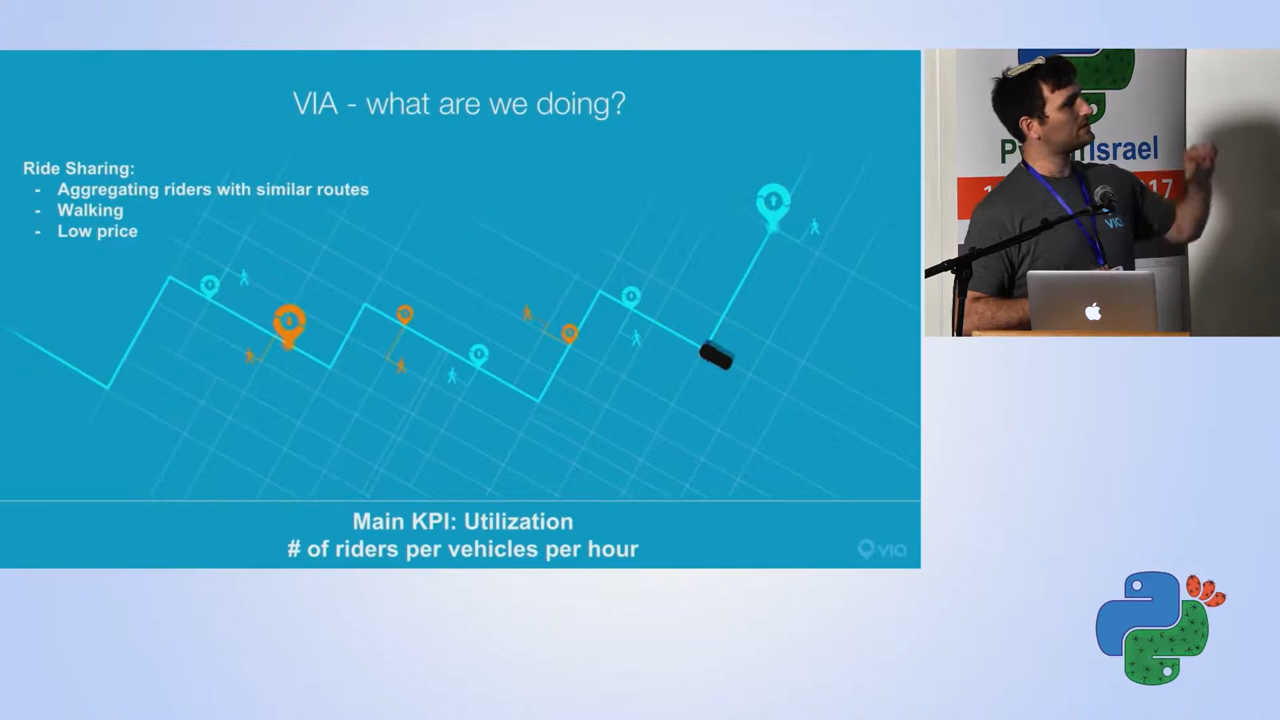 VIA - what are we doing?
Ride Sharing:
- Aggregating riders with similar routes
- Walking
- Low price
Main KPI: Utilization
# of riders per vehicles per hour
via
Israel
17
via